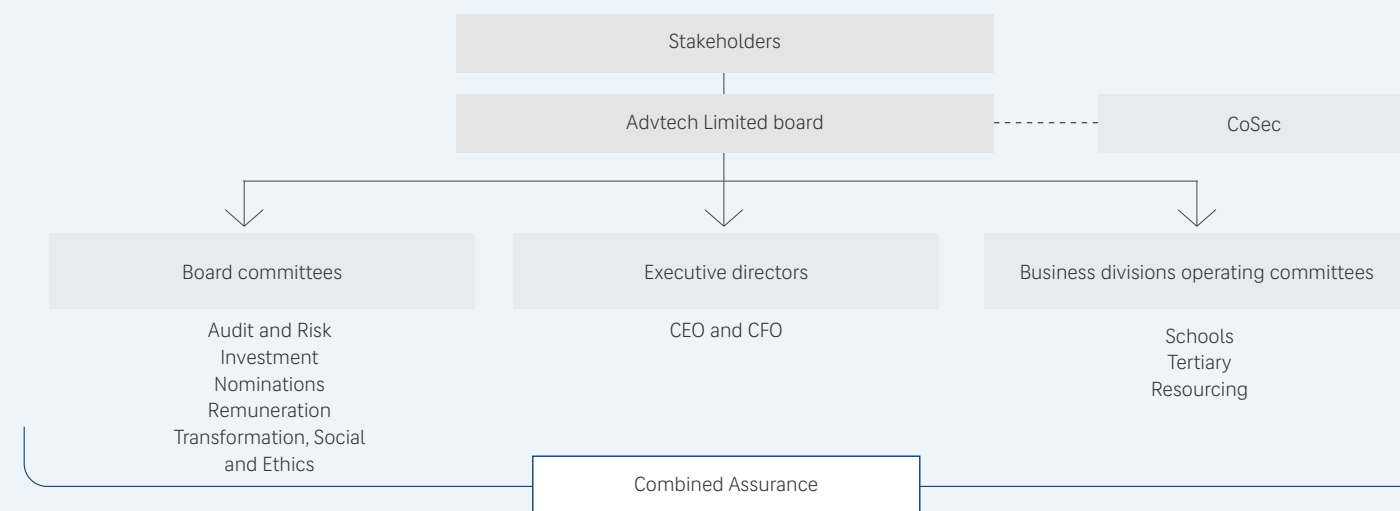 Stakeholders
Advtech Limited board
CoSec
Board committees
Audit and Risk
Investment
Nominations
Remuneration
Transformation, Social
and Ethics
Executive directors
CEO and CFO
Business divisions operating committees
Schools
Tertiary
Resourcing
Combined Assurance